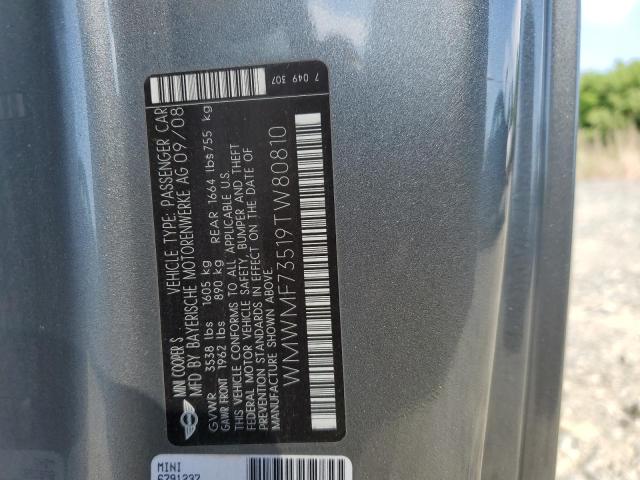 MINI COOPER S VEHICLE TYPE: PASSENGER CAR
MFD BY BAYERISCHE MOTORENWERKE AG 09/08
GVWR 3538 lbs 1605 kg
GAWR FRONT 1962 lbs 890 kg REAR 1664 lbs 755 kg
THIS VEHICLE CONFORMS TO ALL APPLICABLE U.S.
FEDERAL MOTOR VEHICLE SAFETY, BUMPER AND THEFT
PREVENTION STANDARDS IN EFFECT ON THE DATE OF
MANUFACTURE SHOWN ABOVE
WMWMF73519TW80810
7 049 307
MINI
6791237